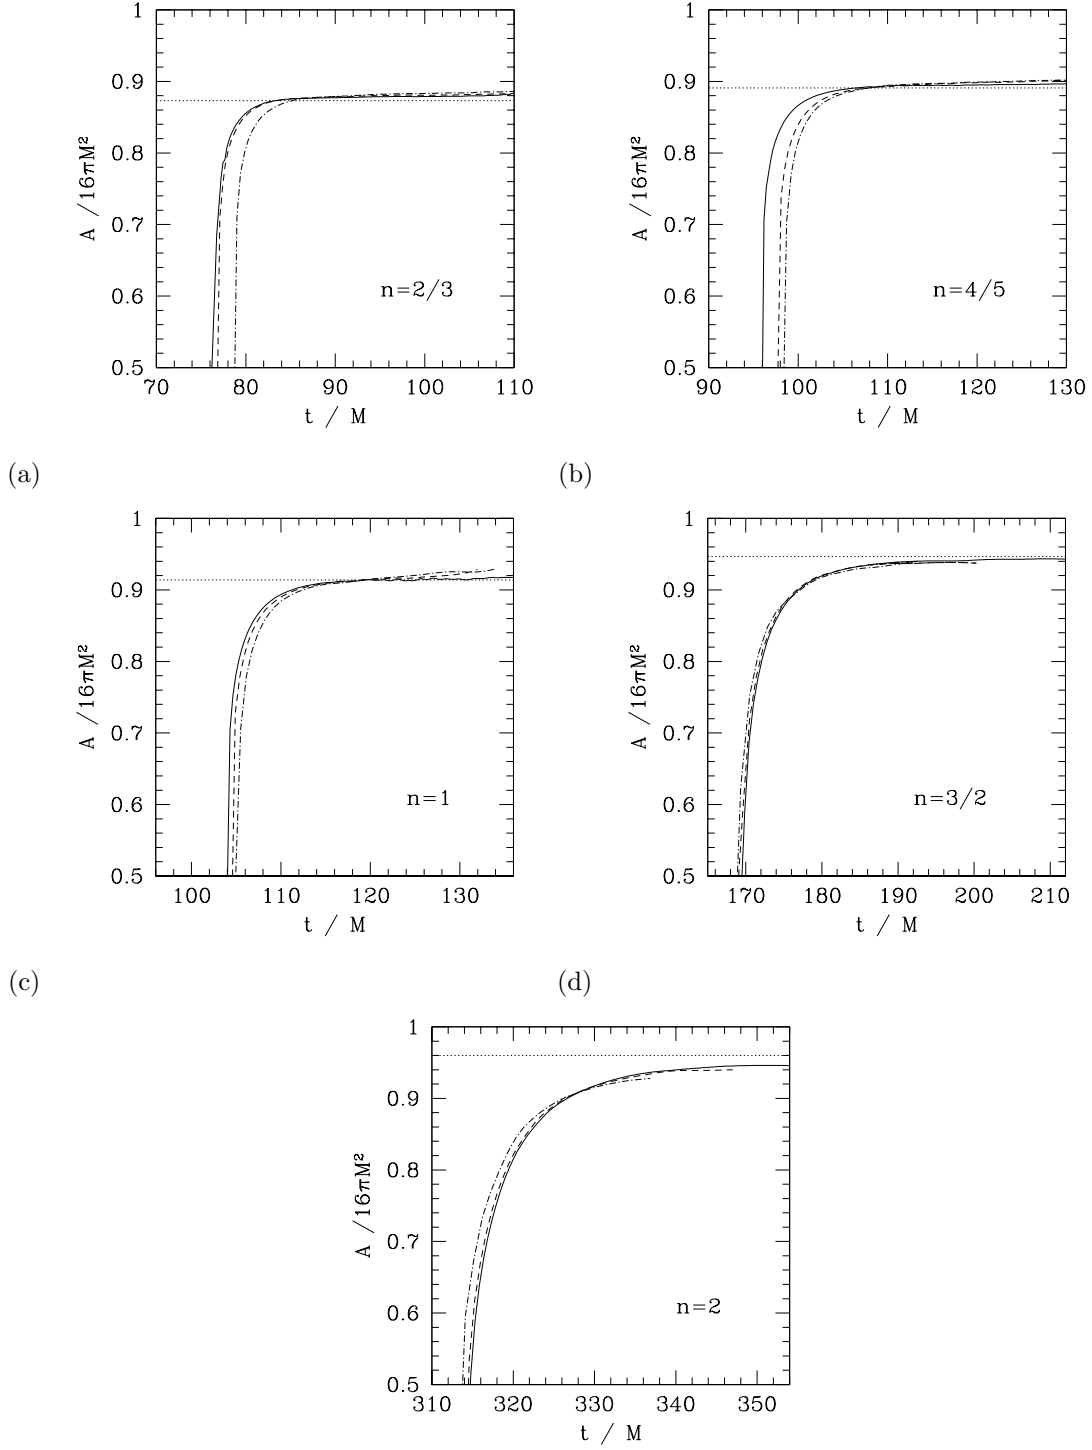 1
0.9
0.8
0.7
0.6
0.5
A /16πM²
n=2/3
70 80 90 100 110
t / M
1
0.9
0.8
0.7
0.6
0.5
A /16πM²
n=4/5
90 100 110 120 130
t / M
(a) (b)
1
0.9
0.8
0.7
0.6
0.5
A /16πM²
n=1
100 110 120 130
t / M
1
0.9
0.8
0.7
0.6
0.5
A /16πM²
n=3/2
170 180 190 200 210
t / M
(c) (d)
1
0.9
0.8
0.7
0.6
0.5
A /16πM²
n=2
310 320 330 340 350
t / M